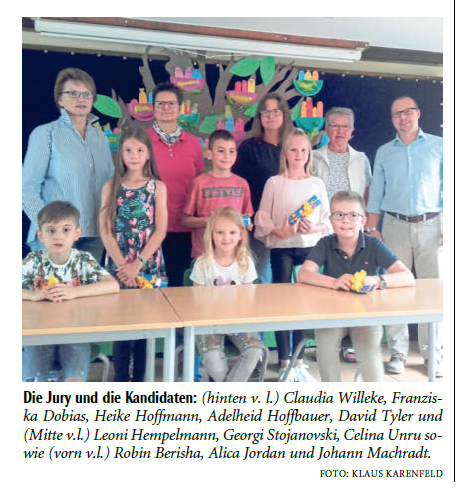 Die Jury und die Kandidaten: (hinten v. l.) Claudia Willeke, Franzis-
ka Dobias, Heike Hoffmann, Adelheid Hoffbauer, David Tyler und
(Mitte v.l.) Leoni Hempelmann, Georgi Stojanovski, Celina Unru so-
wie (vorn v.l.) Robin Berisha, Alica Jordan und Johann Machradt.
FOTO: KLAUS KARENFELD